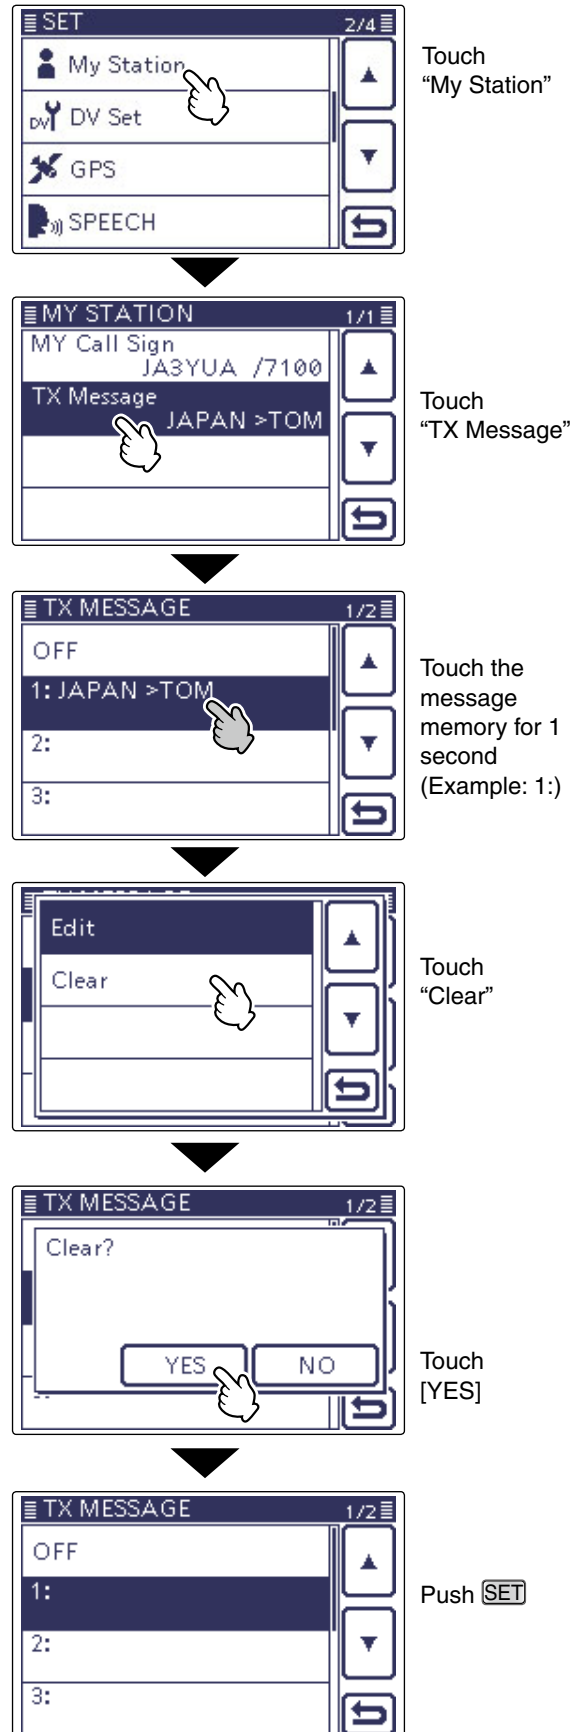 SET 2/4
My Station
Touch
“My Station”
DV DV Set
GPS
SPEECH
MY STATION 1/1
MY Call Sign
JA3YUA /7100
TX Message
JAPAN >TOM
Touch
“TX Message”
TX MESSAGE 1/2
OFF
1: JAPAN >TOM
2:
3:
Touch the
message
memory for 1
second
(Example: 1:)
Edit
Clear
Touch
“Clear”
TX MESSAGE 1/2
Clear?
YES NO
Touch
[YES]
TX MESSAGE 1/2
OFF
1:
2:
3:
Push SET